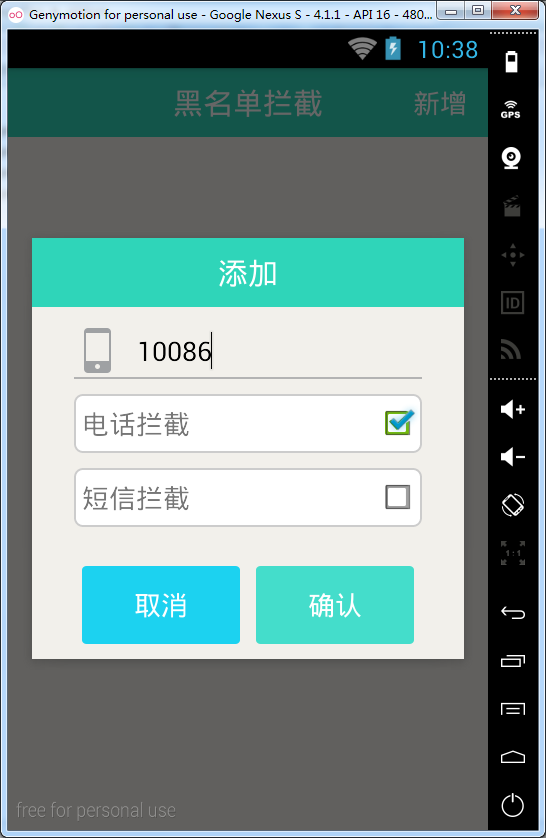 Genymotion for personal use - Google Nexus S - 4.1.1 - API 16 - 480...
10:38
黑名单拦截
新增
GPS
添加
10086
电话拦截
短信拦截
取消
确认
ID
1:1
free for personal use